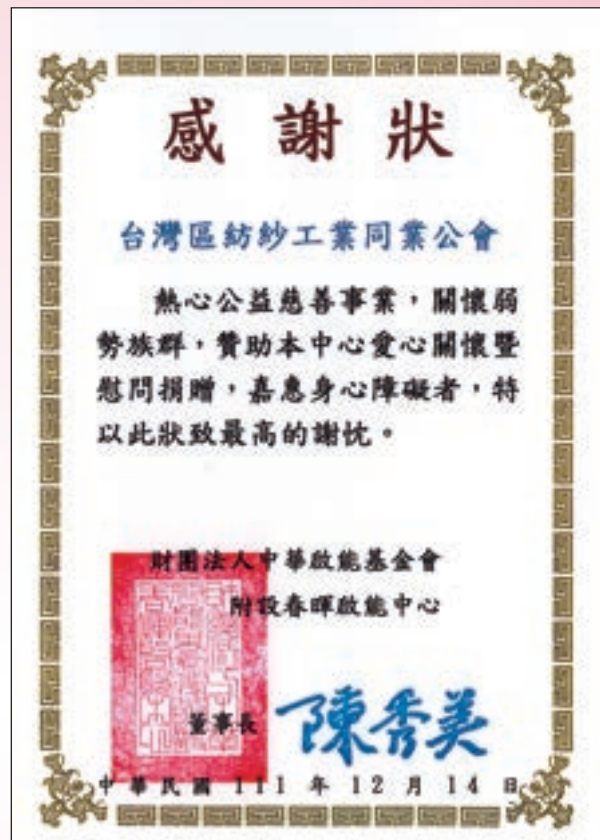 感謝狀
台灣區紡紗工業同業公會
熱心公益慈善事業，關懷弱
勢族群，贊助本中心愛心關懷暨
慰問捐贈，嘉惠身心障礙者，特
以此狀致最高的謝忱。
財團法人中華啟能基金會
附設春暉啟能中心
董事長 陳秀美
中華民國 111 年 12 月 14 日